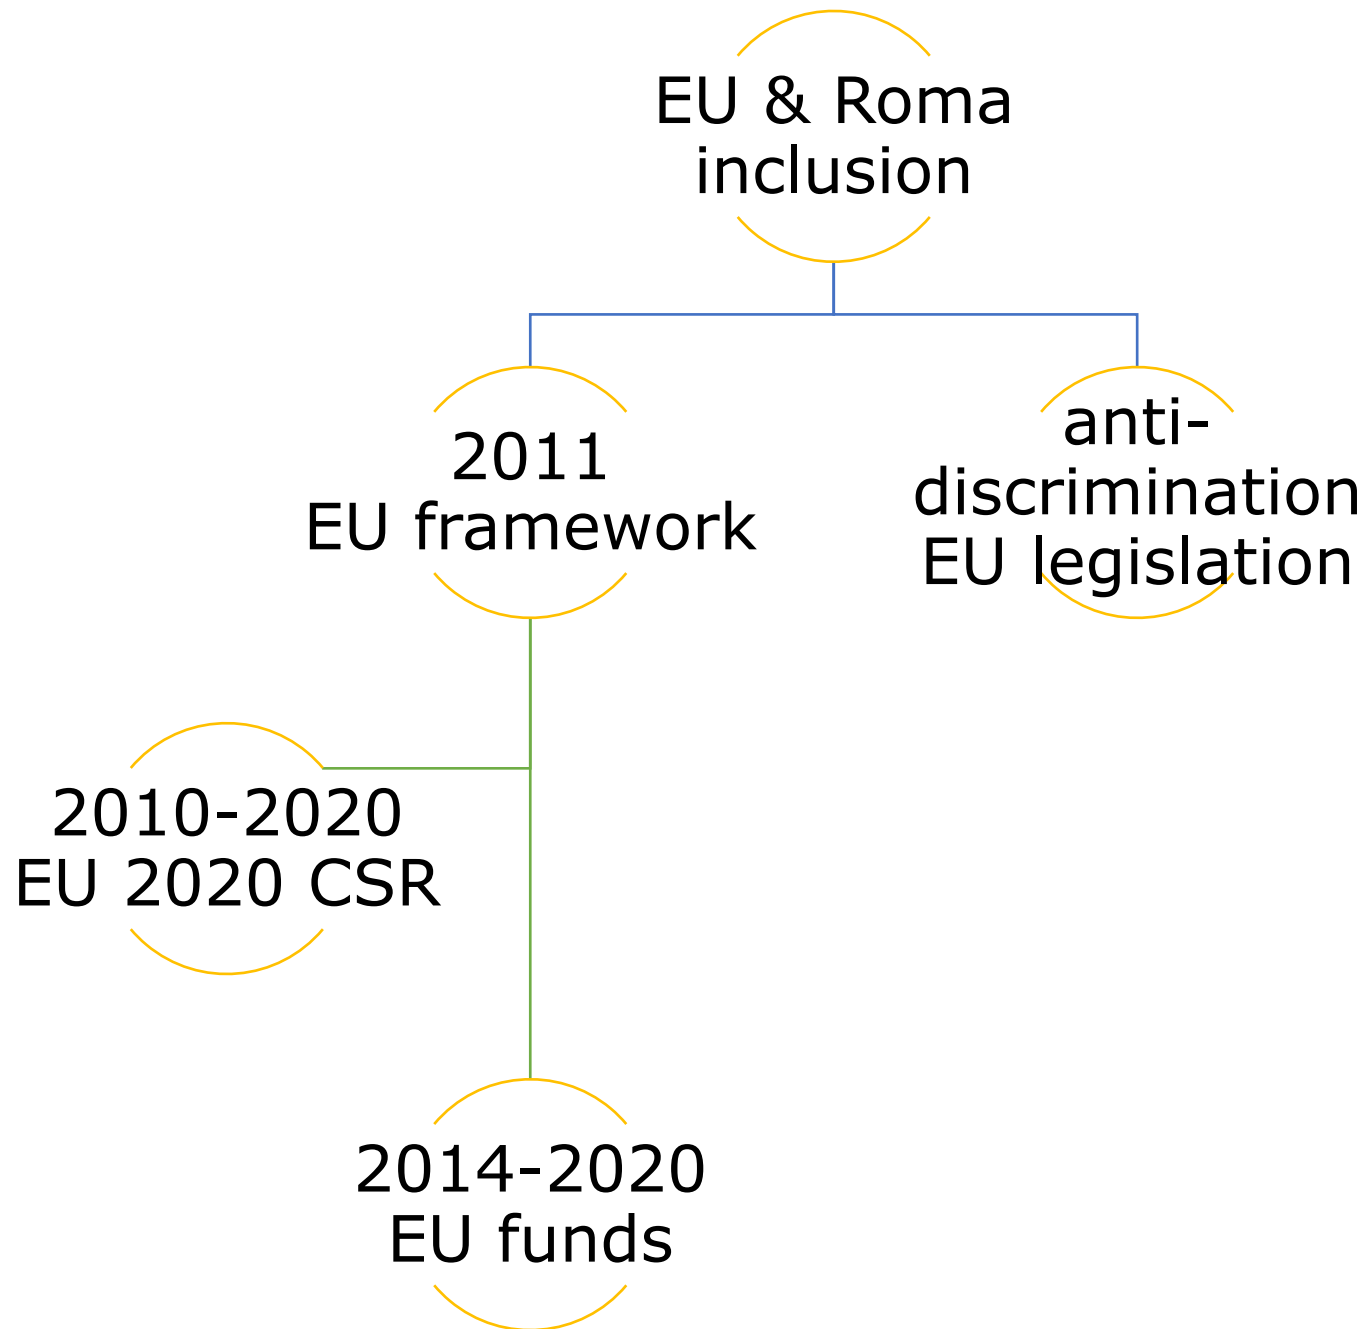 EU & Roma
inclusion
2011
EU framework
anti-
discrimination
EU legislation
2010-2020
EU 2020 CSR
2014-2020
EU funds